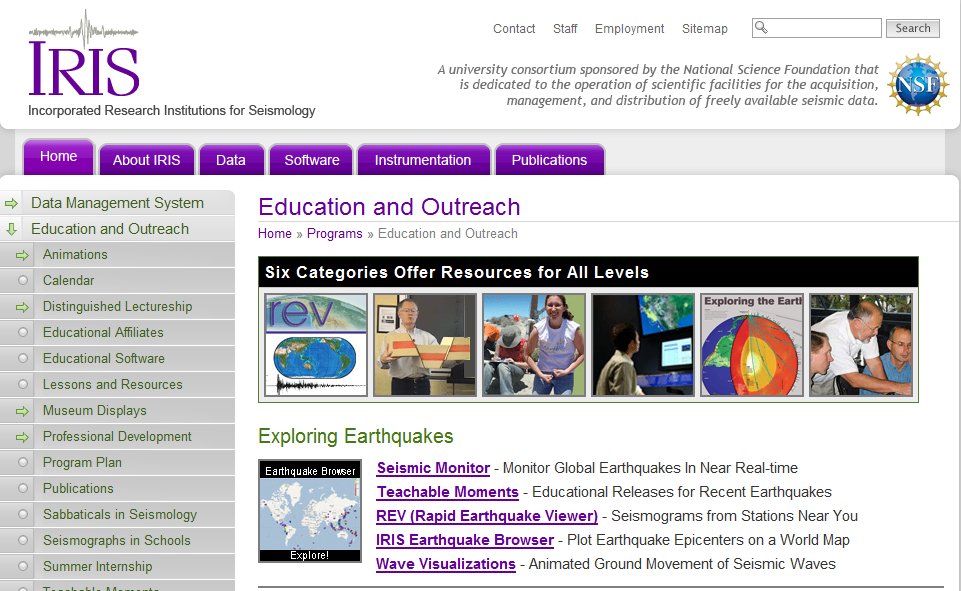 Contact Staff Employment Sitemap Search
IRIS
Incorporated Research Institutions for Seismology
A university consortium sponsored by the National Science Foundation that
is dedicated to the operation of scientific facilities for the acquisition,
management, and distribution of freely available seismic data.
NSF
Home About IRIS Data Software Instrumentation Publications
Data Management System
Education and Outreach
Animations
Calendar
Distinguished Lectureship
Educational Affiliates
Educational Software
Lessons and Resources
Museum Displays
Professional Development
Program Plan
Publications
Sabbaticals in Seismology
Seismographs in Schools
Summer Internship
Teachable Moments
Education and Outreach
Home » Programs » Education and Outreach
Six Categories Offer Resources for All Levels
rev
Exploring the Eart
Exploring Earthquakes
Earthquake Browser
Explore!
Seismic Monitor - Monitor Global Earthquakes In Near Real-time
Teachable Moments - Educational Releases for Recent Earthquakes
REV (Rapid Earthquake Viewer) - Seismograms from Stations Near You
IRIS Earthquake Browser - Plot Earthquake Epicenters on a World Map
Wave Visualizations - Animated Ground Movement of Seismic Waves